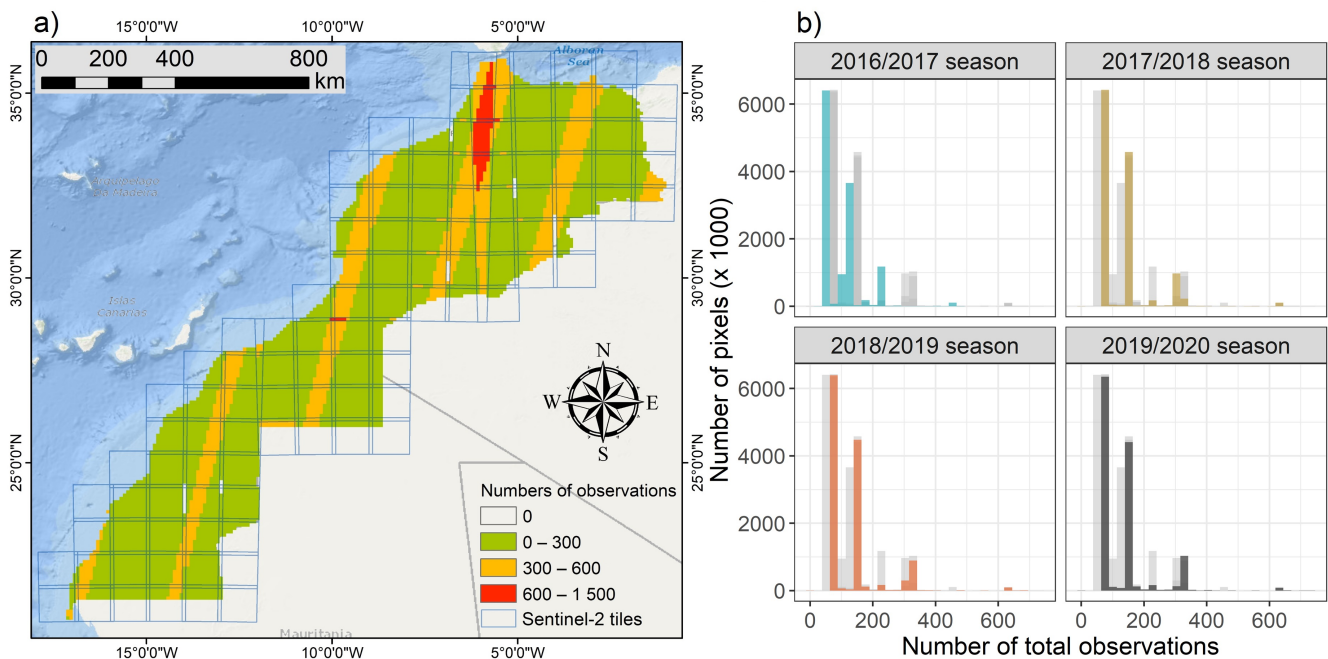 a)
15°0'0"W 10°0'0"W 5°0'0"W
0 200 400 800
km
Alboran
Sea
35°0'0"N
35°0'0"N
30°0'0"N
30°0'0"N
25°0'0"N
25°0'0"N
Islas
Canarias
N
W E
S
Numbers of observations
0
0 – 300
300 – 600
600 – 1 500
Sentinel-2 tiles
Mauritania
15°0'0"W 10°0'0"W 5°0'0"W
b)
2016/2017 season
2017/2018 season
6000
4000
2000
0
2018/2019 season
2019/2020 season
6000
4000
2000
0
0 200 400 600
0 200 400 600
Number of pixels (x 1000)
Number of total observations